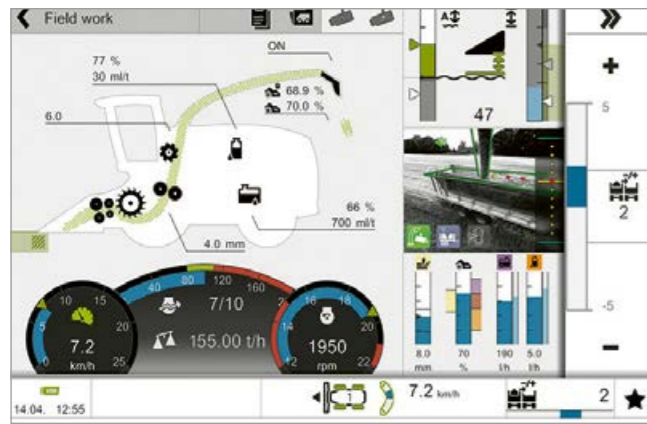 Field work
ON
77 %
30 ml/t
68.9 %
70.0 %
6.0
A
47
+
5
-/+
2
66 %
700 ml/t
4.0 mm
-5
40 80 120 160
5 10 15 20 25
7.2
km/h
7/10
155.00 t/h
12 14 16 18 20 22
1950
rpm
8.0
mm
70
%
190
l/h
5.0
l/h
14.04. 12:55
1
7.2 km/h
-/+
2